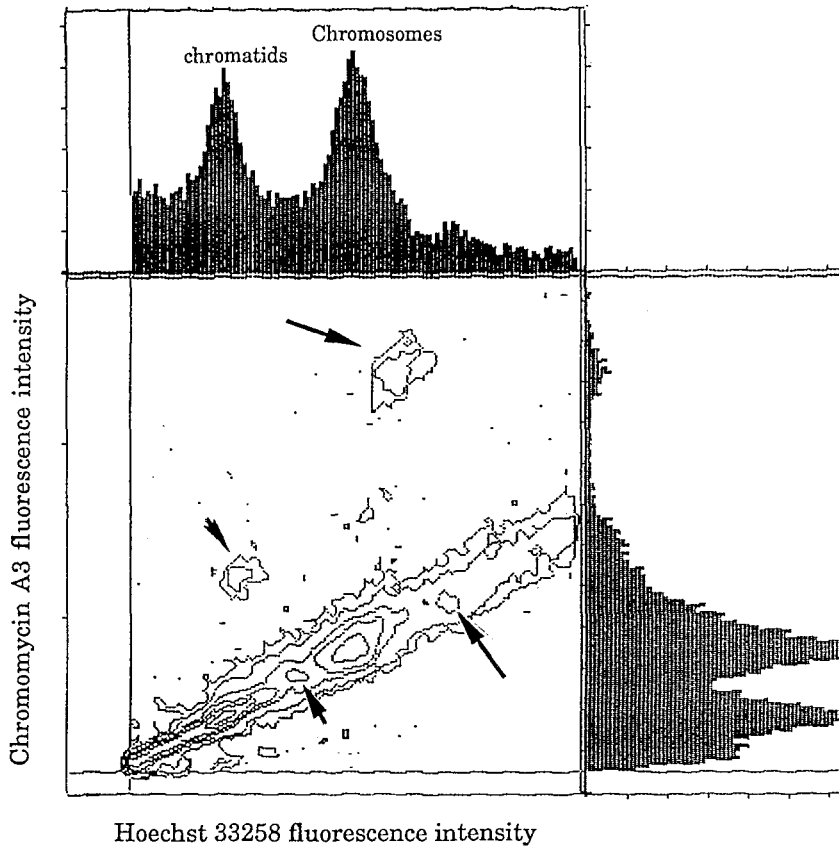 Chromosomes
chromatids
Chromomycin A3 fluorescence intensity
Hoechst 33258 fluorescence intensity